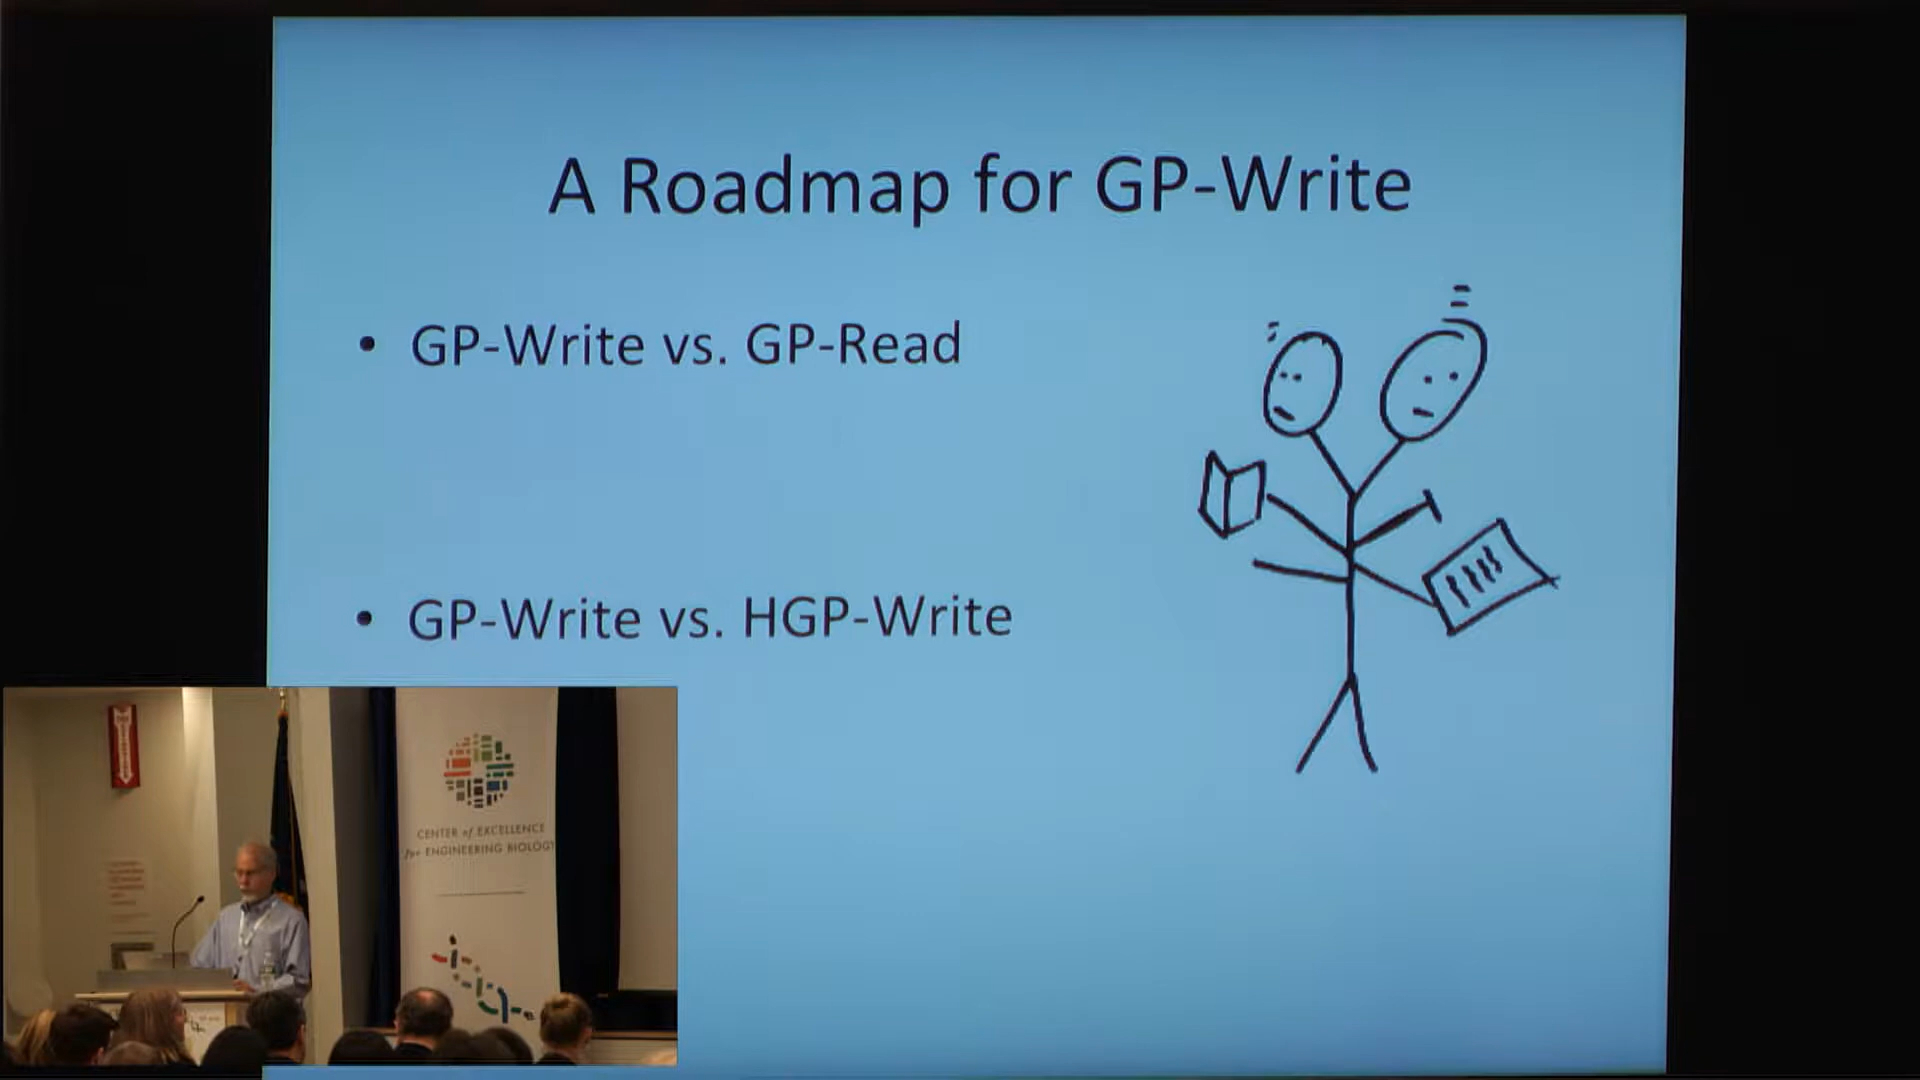 A Roadmap for GP-Write
• GP-Write vs. GP-Read
• GP-Write vs. HGP-Write
CENTER of EXCELLENCE
for ENGINEERING BIOLOGY